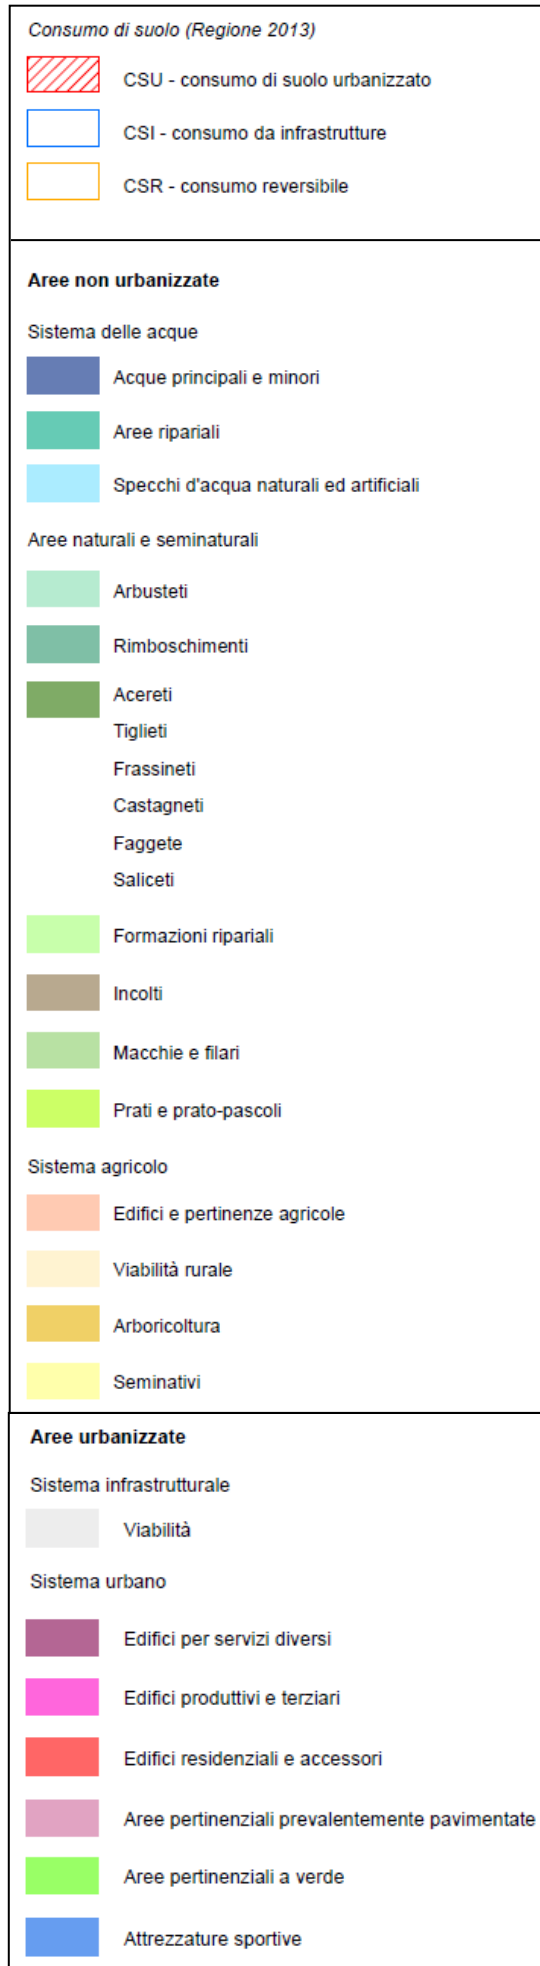 Consumo di suolo (Regione 2013)
CSU - consumo di suolo urbanizzato
CSI - consumo da infrastrutture
CSR - consumo reversibile
Aree non urbanizzate
Sistema delle acque
Acque principali e minori
Aree ripariali
Specchi d'acqua naturali ed artificiali
Aree naturali e seminaturali
Arbusteti
Rimboschimenti
Acereti
Tiglieti
Frassineti
Castagneti
Faggete
Saliceti
Formazioni ripariali
Incolti
Macchie e filari
Prati e prato-pascoli
Sistema agricolo
Edifici e pertinenze agricole
Viabilità rurale
Arboricoltura
Seminativi
Aree urbanizzate
Sistema infrastrutturale
Viabilità
Sistema urbano
Edifici per servizi diversi
Edifici produttivi e terziari
Edifici residenziali e accessori
Aree pertinenziali prevalentemente pavimentate
Aree pertinenziali a verde
Attrezzature sportive